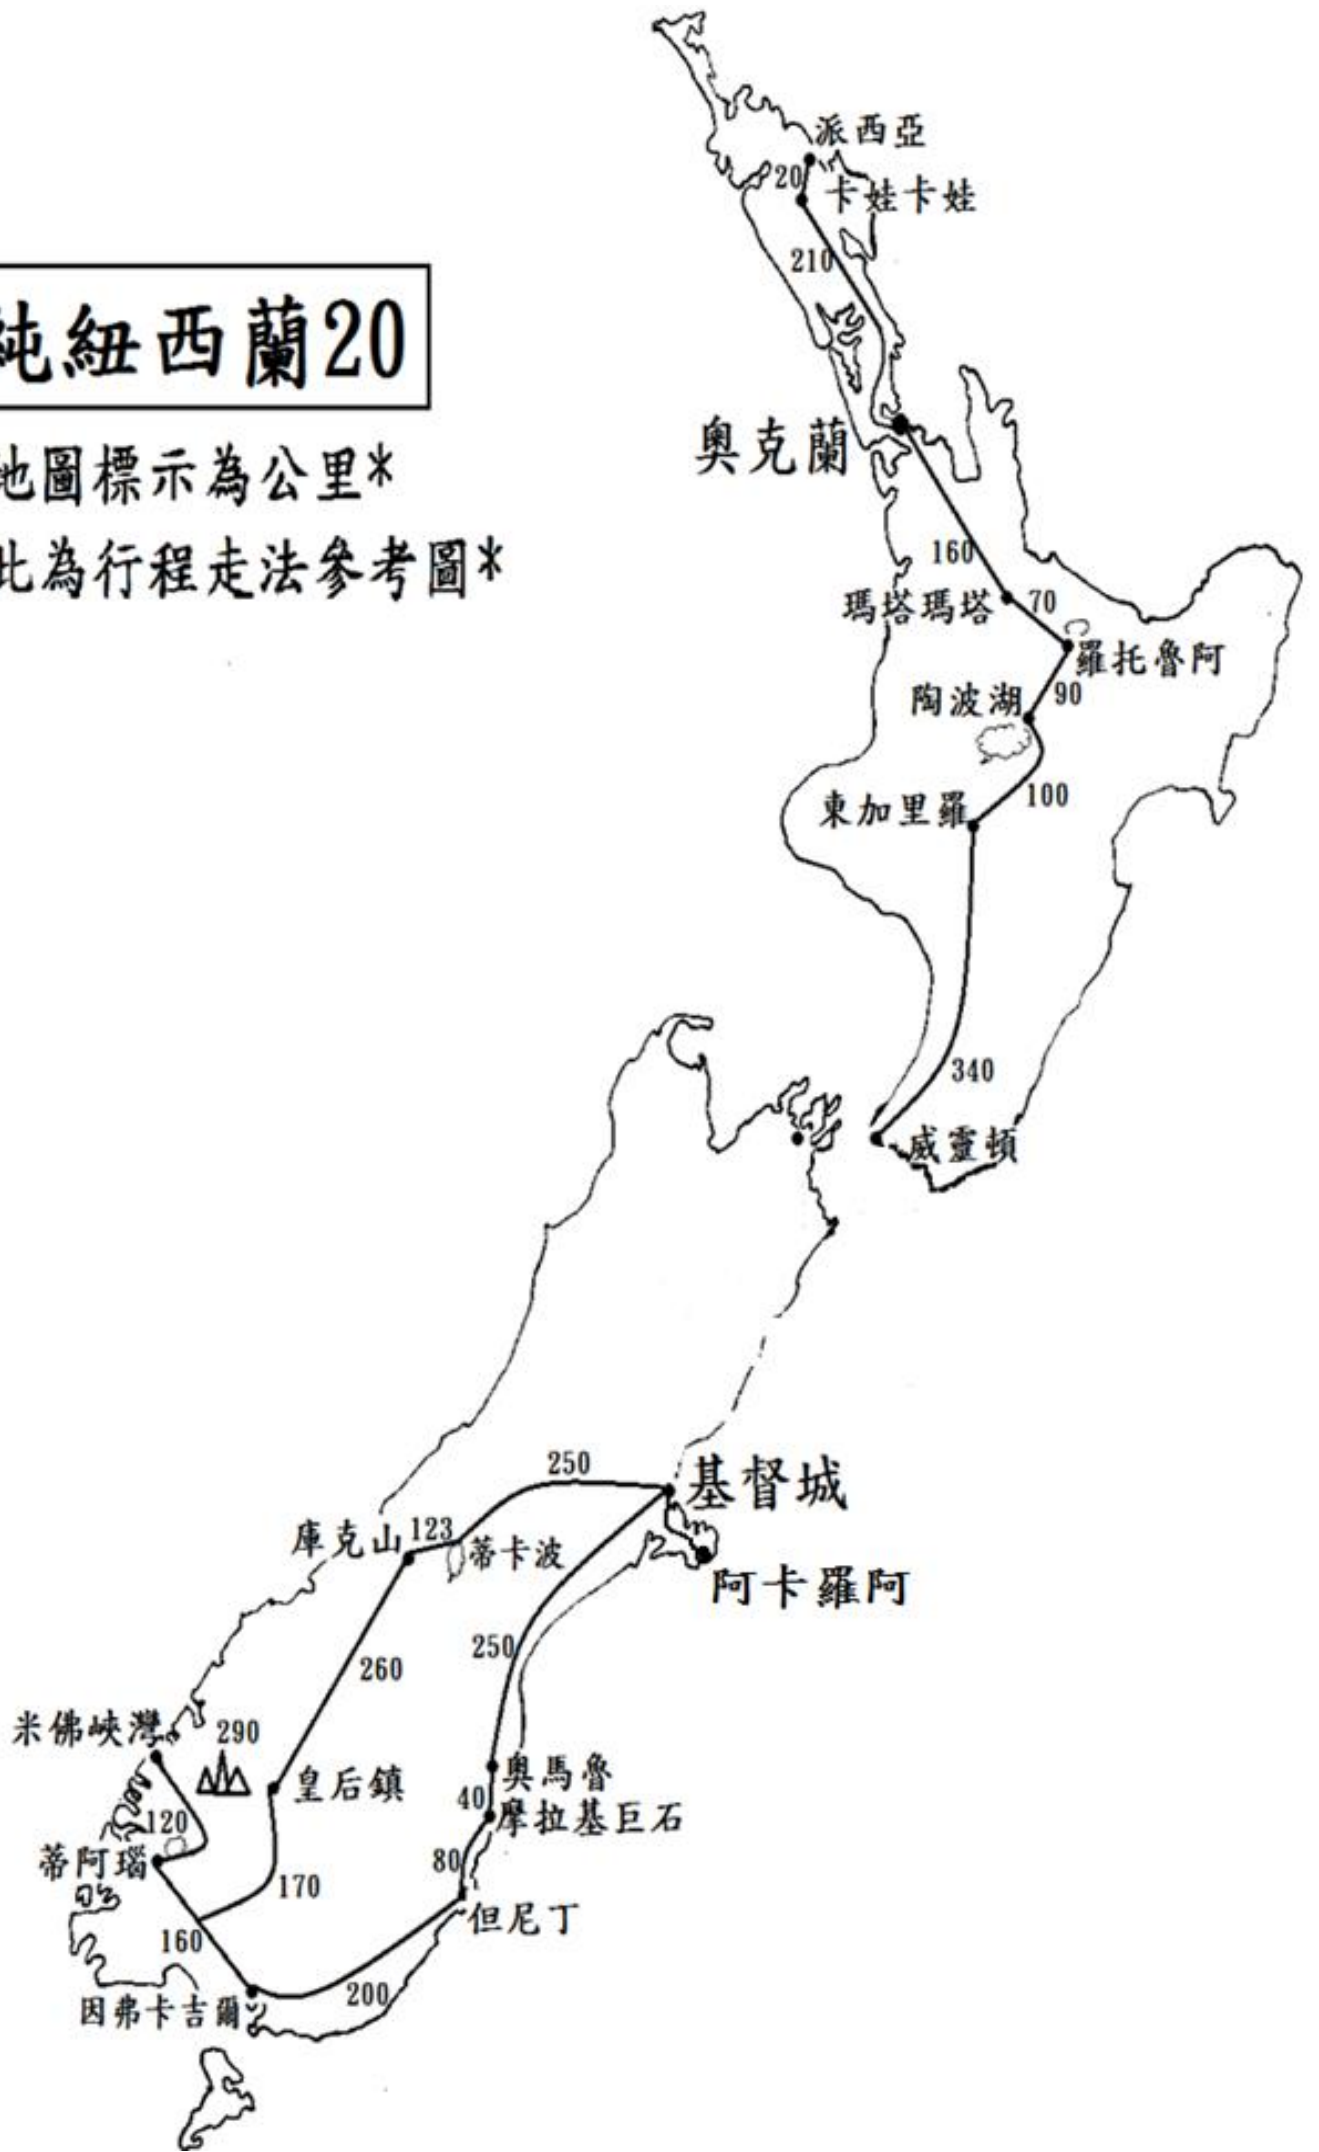 純紐西蘭20
地圖標示為公里*
此為行程走法參考圖*
派西亞
20
卡娃卡娃
210
奧克蘭
160
瑪塔瑪塔
70
羅托魯阿
陶波湖
90
東加里羅
100
340
威靈頓
250
基督城
庫克山
123
蒂卡波
阿卡羅阿
250
260
米佛峽灣
290
皇后鎮
奧馬魯
40
摩拉基巨石
120
蒂阿瑙
80
170
但尼丁
160
200
因弗卡吉爾